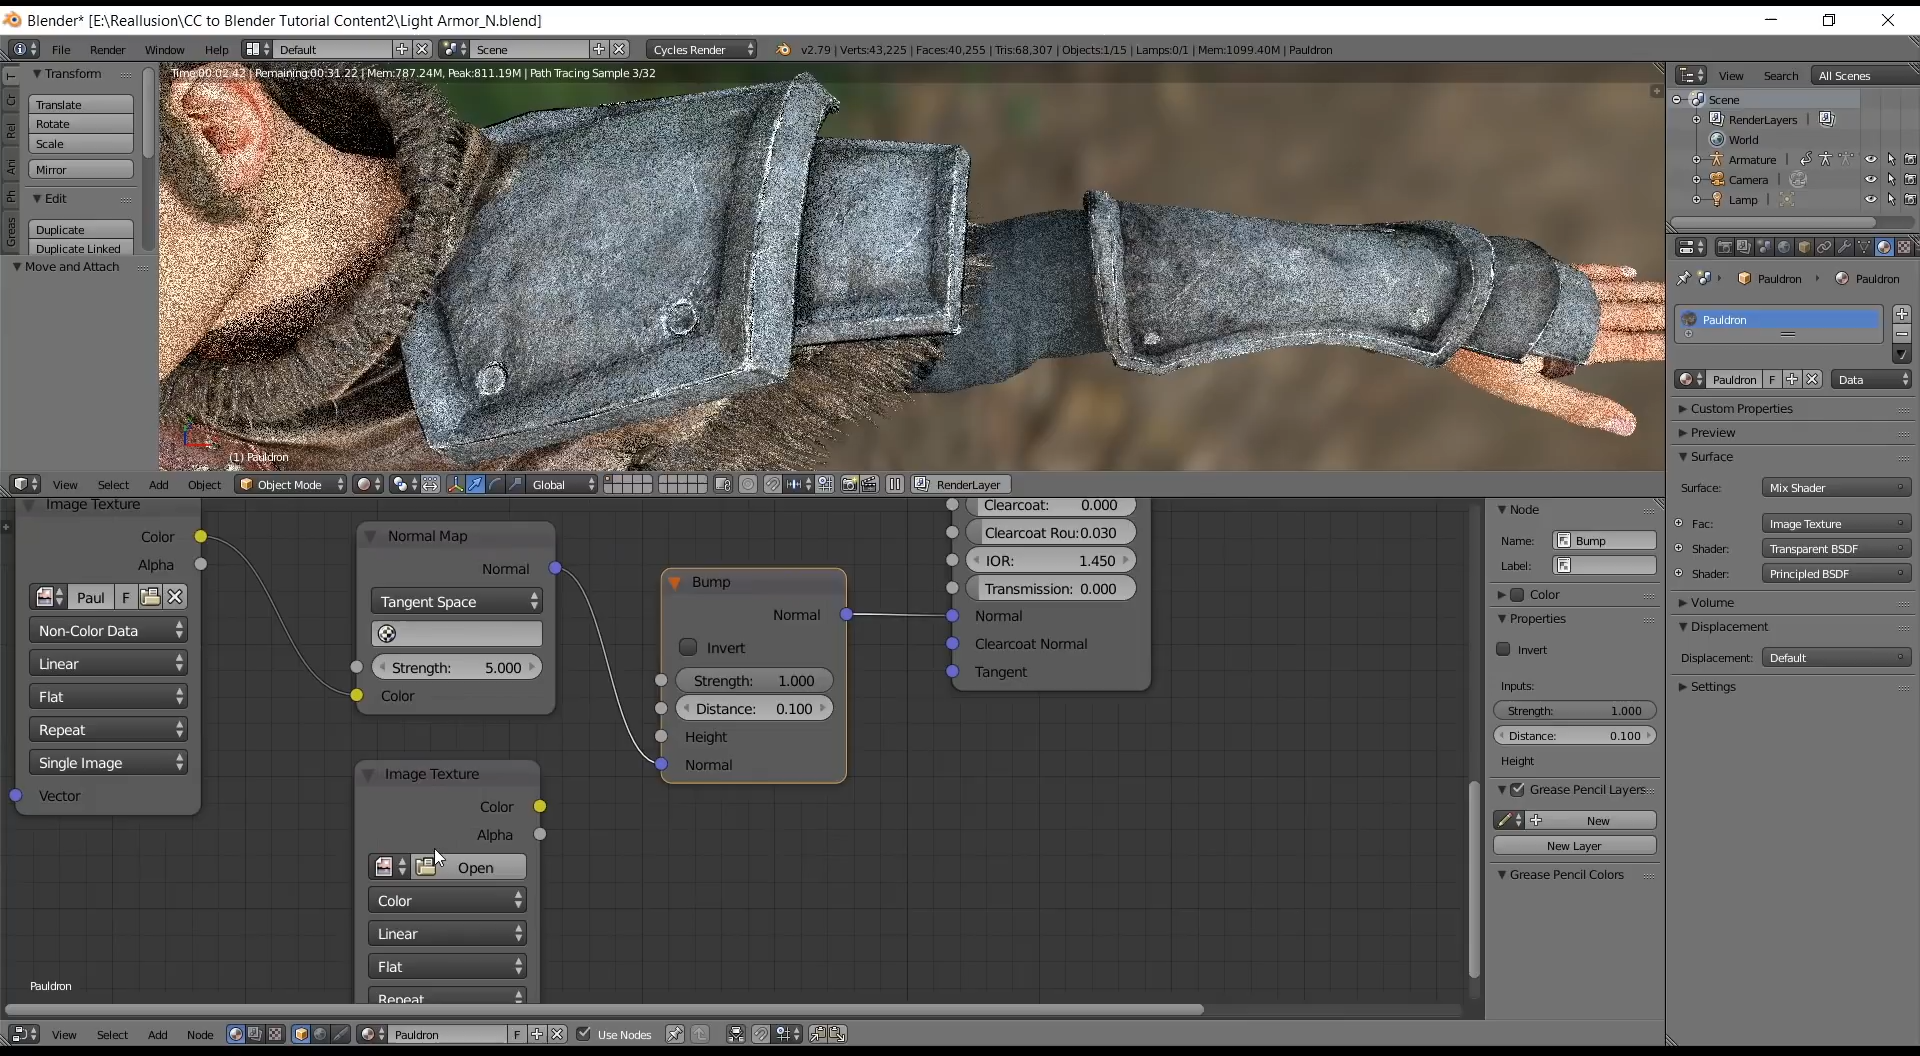 Blender* [E:\Reallusion\CC to Blender Tutorial Content2\Light Armor_N.blend]
File Render Window Help Default Scene Cycles Render v2.79 | Verts:43,225 | Faces:40,255 | Tris:68,307 | Objects:1/15 | Lamps:0/1 | Mem:1099.40M | Pauldron
Time:00:02.42 | Remaining:00:31.22 | Mem:787.24M, Peak:811.19M | Path Tracing Sample 3/32
T
Cr
Rel
Ani
Ph
Greas
Transform
Translate
Rotate
Scale
Mirror
Edit
Duplicate
Duplicate Linked
Move and Attach
(1) Pauldron
View Select Add Object Object Mode Global RenderLayer
View Search All Scenes
Scene
RenderLayers |
World
Armature |
Camera |
Lamp |
Pauldron Pauldron
Pauldron
Pauldron F Data
Custom Properties
Preview
Surface
Surface: Mix Shader
Fac: Image Texture
Shader: Transparent BSDF
Shader: Principled BSDF
Volume
Displacement
Displacement: Default
Settings
Image Texture
Color
Alpha
Paul F
Non-Color Data
Linear
Flat
Repeat
Single Image
Vector
Normal Map
Normal
Tangent Space
Strength: 5.000
Color
Image Texture
Color
Alpha
Open
Color
Linear
Flat
Repeat
Bump
Normal
Invert
Strength: 1.000
Distance: 0.100
Height
Normal
Clearcoat: 0.000
Clearcoat Rou:0.030
IOR: 1.450
Transmission: 0.000
Normal
Clearcoat Normal
Tangent
Node
Name: Bump
Label:
Color
Properties
Invert
Inputs:
Strength: 1.000
Distance: 0.100
Height
Grease Pencil Layers
New
New Layer
Grease Pencil Colors
Pauldron
View Select Add Node Pauldron F Use Nodes